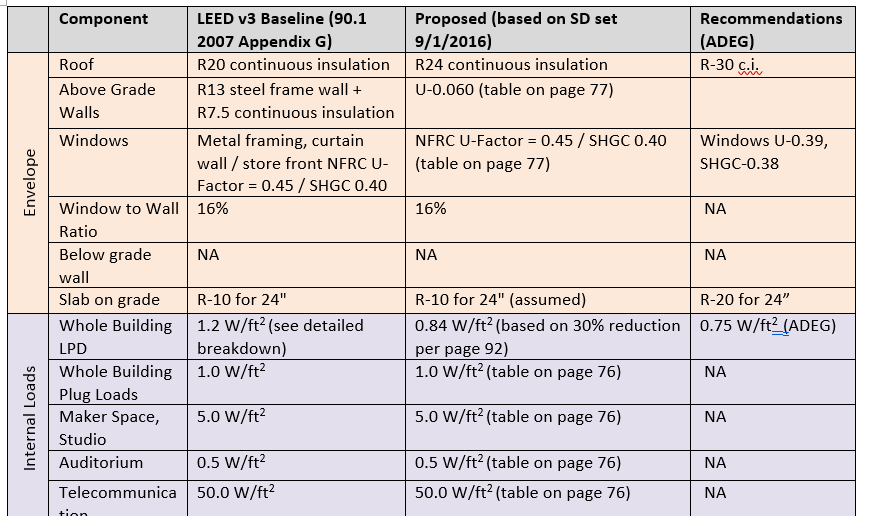 Component
LEED v3 Baseline (90.1
2007 Appendix G)
Proposed (based on SD set
9/1/2016)
Recommendations
(ADEG)
Envelope
Roof
R20 continuous insulation
R24 continuous insulation
R-30 c.i.
Above Grade
Walls
R13 steel frame wall +
R7.5 continuous insulation
U-0.060 (table on page 77)
Windows
Metal framing, curtain
wall / store front NFRC U-
Factor = 0.45 / SHGC 0.40
NFRC U-Factor = 0.45 / SHGC 0.40
(table on page 77)
Windows U-0.39,
SHGC-0.38
Window to Wall
Ratio
16%
16%
NA
Below grade
wall
NA
NA
NA
Slab on grade
R-10 for 24"
R-10 for 24" (assumed)
R-20 for 24”
Internal Loads
Whole Building
LPD
1.2 W/ft² (see detailed
breakdown)
0.84 W/ft² (based on 30% reduction
per page 92)
0.75 W/ft² (ADEG)
Whole Building
Plug Loads
1.0 W/ft²
1.0 W/ft² (table on page 76)
NA
Maker Space,
Studio
5.0 W/ft²
5.0 W/ft² (table on page 76)
NA
Auditorium
0.5 W/ft²
0.5 W/ft² (table on page 76)
NA
Telecommunica
tion
50.0 W/ft²
50.0 W/ft² (table on page 76)
NA